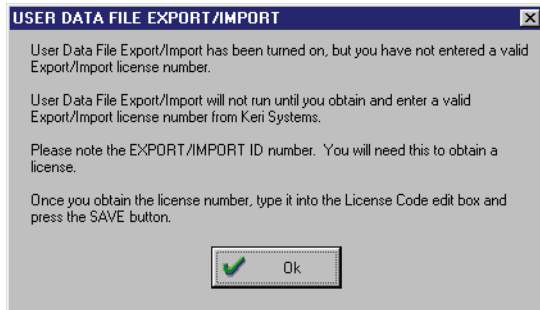 USER DATA FILE EXPORT/IMPORT
User Data File Export/Import has been turned on, but you have not entered a valid
Export/Import license number.
User Data File Export/Import will not run until you obtain and enter a valid
Export/Import license number from Keri Systems.
Please note the EXPORT/IMPORT ID number.  You will need this to obtain a
license.
Once you obtain the license number, type it into the License Code edit box and
press the SAVE button.
Ok